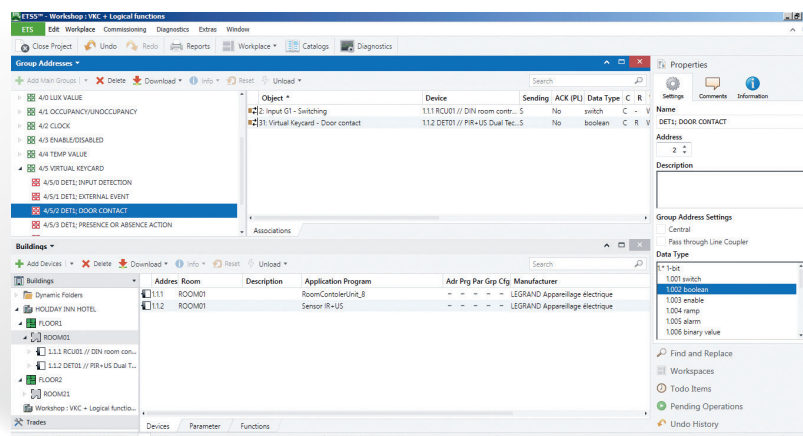 ETS5™ - Workshop : VKC + Logical functions
ETS Edit Workplace Commissioning Diagnostics Extras Window
Close Project Undo Redo Reports Workplace Catalogs Diagnostics
Group Addresses
Add Main Groups Delete Download Info Reset Unload Search
4/0 LUX VALUE
4/1 OCCUPANCY/UNOCCUPANCY
4/2 CLOCK
4/3 ENABLE/DISABLED
4/4 TEMP VALUE
4/5 VIRTUAL KEYCARD
4/5/0 DET1; INPUT DETECTION
4/5/1 DET1; EXTERNAL EVENT
4/5/2 DET1; DOOR CONTACT
4/5/3 DET1; PRESENCE OR ABSENCE ACTION
Object Device Sending ACK (PL) Data Type C R
2: Input G1 - Switching 1.1.1 RCU01 // DIN room contr... S No switch C -
31: Virtual Keycard - Door contact 1.1.2 DET01 // PIR+US Dual Tec... S No boolean C R
Associations
Buildings
Add Devices Delete Download Info Reset Unload Search
Buildings
Dynamic Folders
HOLIDAY INN HOTEL
FLOOR1
ROOM01
1.1.1 RCU01 // DIN room con...
1.1.2 DET01 // PIR+US Dual T...
FLOOR2
ROOM21
Workshop : VKC + Logical functio...
Trades
Addres Room Description Application Program Adr Prg Par Grp Cfg Manufacturer
1.1.1 ROOM01 RoomContolerUnit_8 - - - - - LEGRAND Appareillage électrique
1.1.2 ROOM01 Sensor IR+US - - - - - LEGRAND Appareillage électrique
Devices Parameter Functions
Properties
Settings Comments Information
Name
DET1; DOOR CONTACT
Address
2
Description
Group Address Settings
Central
Pass through Line Coupler
Data Type
1.* 1-bit
1.001 switch
1.002 boolean
1.003 enable
1.004 ramp
1.005 alarm
1.006 binary value
Find and Replace
Workspaces
Todo Items
Pending Operations
Undo History